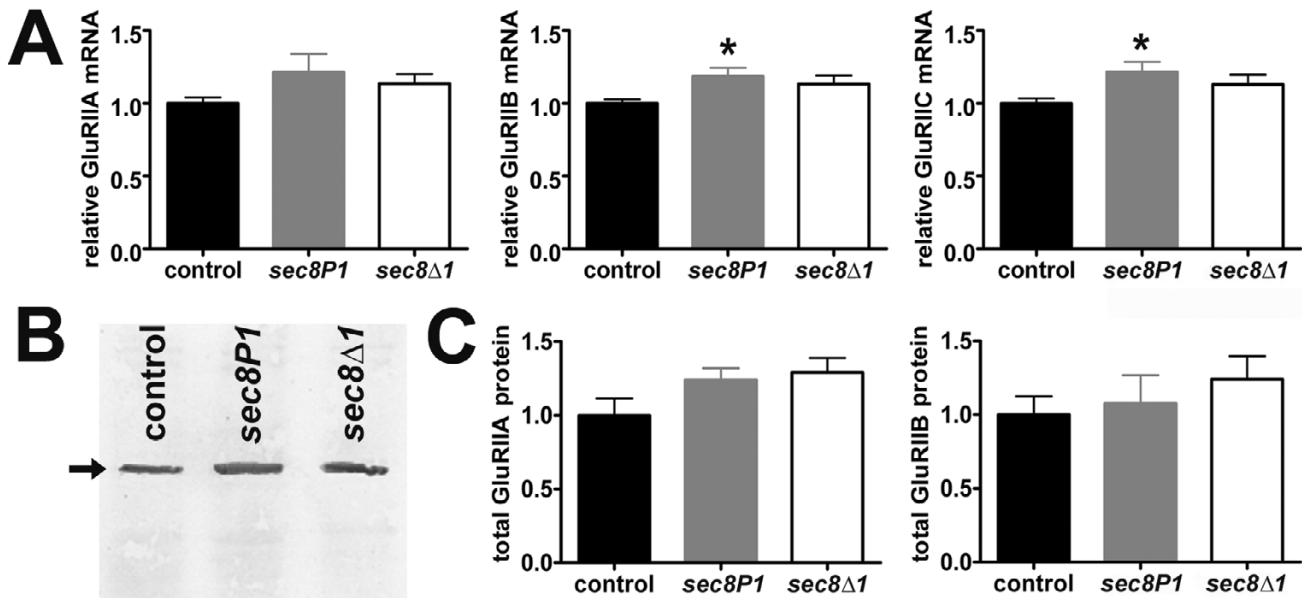 A
relative GluRIIA mRNA
1.5
1.0
0.5
0.0
control sec8P1 sec8Δ1
relative GluRIIB mRNA
1.5
1.0
0.5
0.0
*
control sec8P1 sec8Δ1
relative GluRIIC mRNA
1.5
1.0
0.5
0.0
*
control sec8P1 sec8Δ1
B
control
sec8P1
sec8Δ1
C
total GluRIIA protein
1.5
1.0
0.5
0.0
control sec8P1 sec8Δ1
total GluRIIB protein
1.5
1.0
0.5
0.0
control sec8P1 sec8Δ1